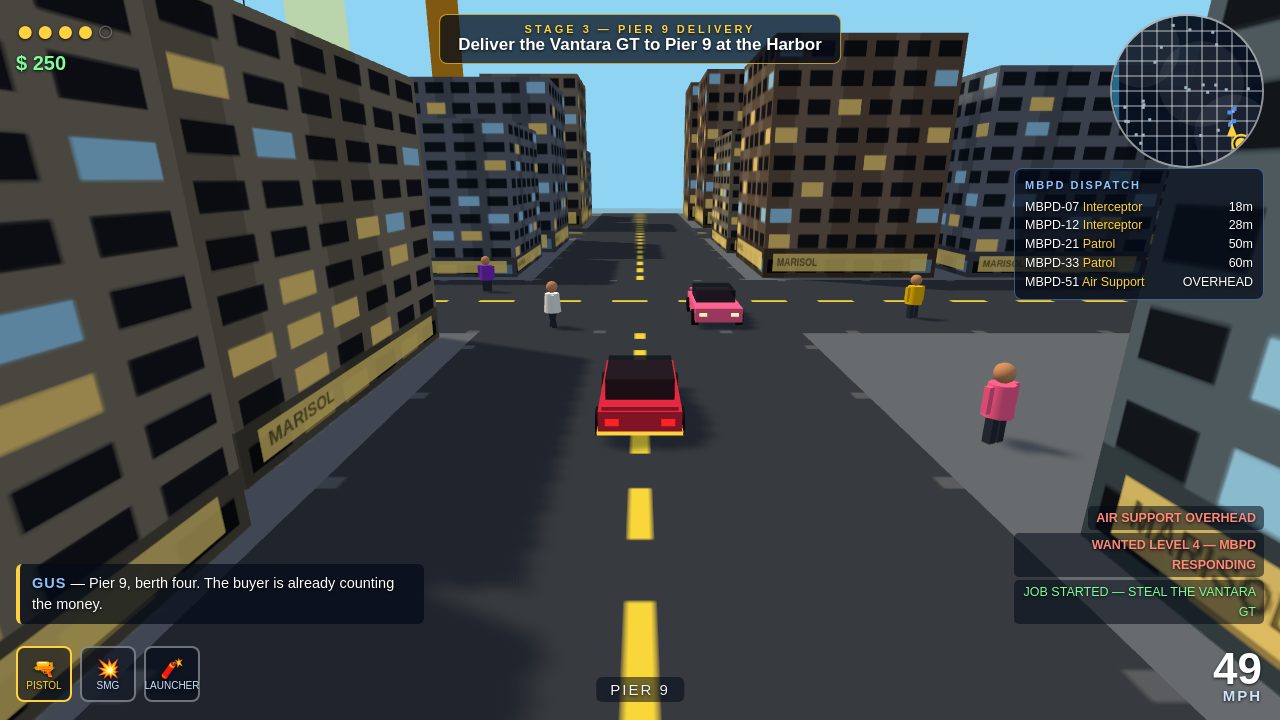 STAGE 3 — PIER 9 DELIVERY
Deliver the Vantara GT to Pier 9 at the Harbor
$ 250
MBPD DISPATCH
MBPD-07 Interceptor 18m
MBPD-12 Interceptor 28m
MBPD-21 Patrol 50m
MBPD-33 Patrol 60m
MBPD-51 Air Support OVERHEAD
MARISOL
MARISOL
MARISOL
AIR SUPPORT OVERHEAD
WANTED LEVEL 4 — MBPD
RESPONDING
JOB STARTED — STEAL THE VANTARA
GT
GUS — Pier 9, berth four. The buyer is already counting
the money.
PISTOL
SMG
LAUNCHER
PIER 9
49
MPH